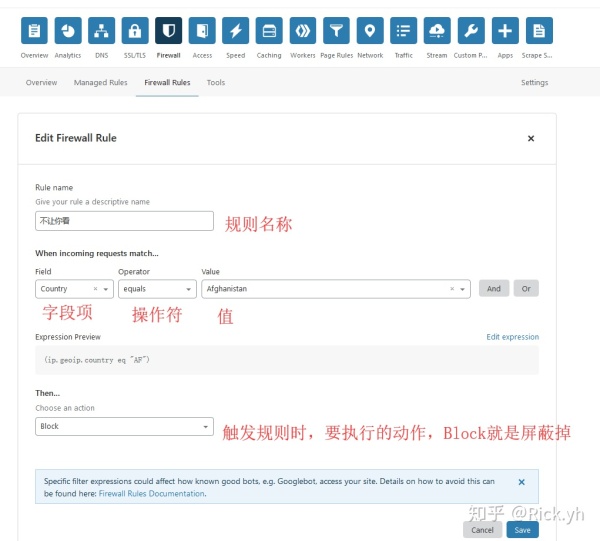 Overview Analytics DNS SSL/TLS Firewall Access Speed Caching Workers Page Rules Network Traffic Stream Custom P... Apps Scrape S...
Overview Managed Rules Firewall Rules Tools Settings
Edit Firewall Rule ×
Rule name
Give your rule a descriptive name
不让你看 规则名称
When incoming requests match...
Field Operator Value
Country × equals Afghanistan × And Or
字段项 操作符 值
Expression Preview Edit expression
(ip.geoip.country eq "AF")
Then...
Choose an action
Block 触发规则时，要执行的动作，Block就是屏蔽掉
Specific filter expressions could affect how known good bots, e.g. Googlebot, access your site. Details on how to avoid this can ×
be found here: Firewall Rules Documentation.
知乎 @Rick.yh
Cancel Save